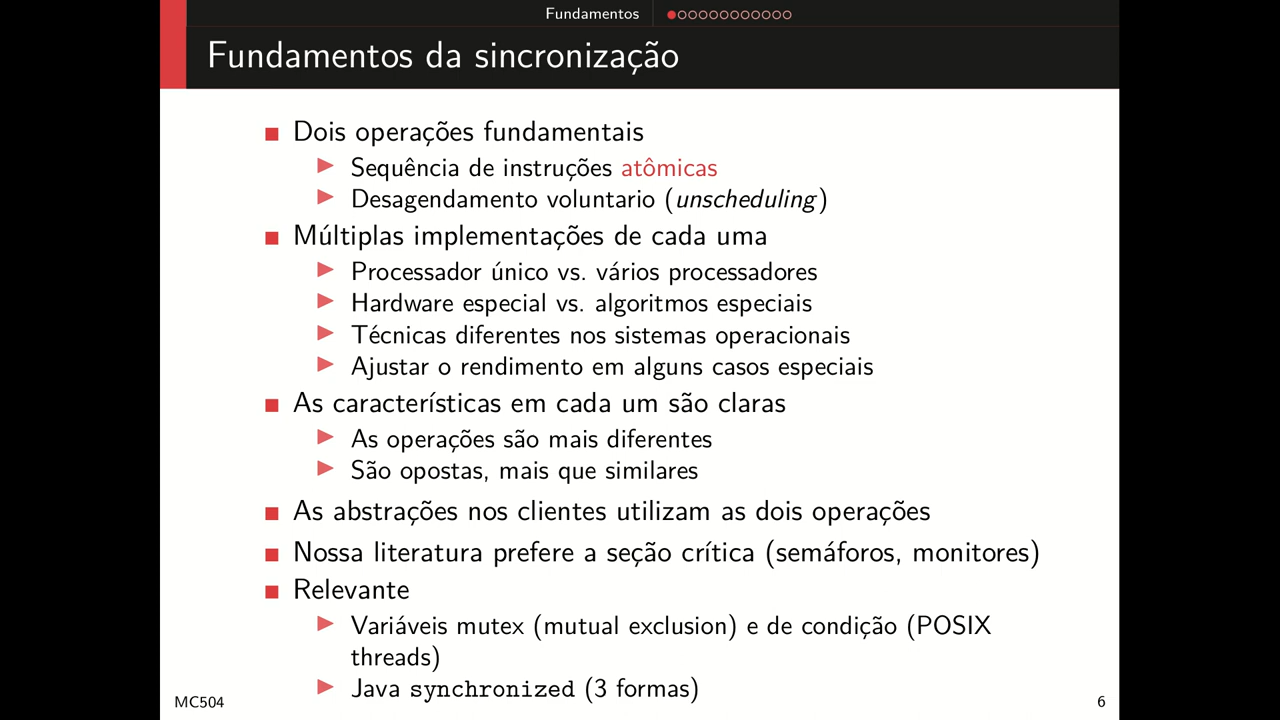 Fundamentos
Fundamentos da sincronização
Dois operações fundamentais
Sequência de instruções atômicas
Desagendamento voluntario (unscheduling)
Múltiplas implementações de cada uma
Processador único vs. vários processadores
Hardware especial vs. algoritmos especiais
Técnicas diferentes nos sistemas operacionais
Ajustar o rendimento em alguns casos especiais
As características em cada um são claras
As operações são mais diferentes
São opostas, mais que similares
As abstrações nos clientes utilizam as dois operações
Nossa literatura prefere a seção crítica (semáforos, monitores)
Relevante
Variáveis mutex (mutual exclusion) e de condição (POSIX
threads)
Java synchronized (3 formas)
MC504
6